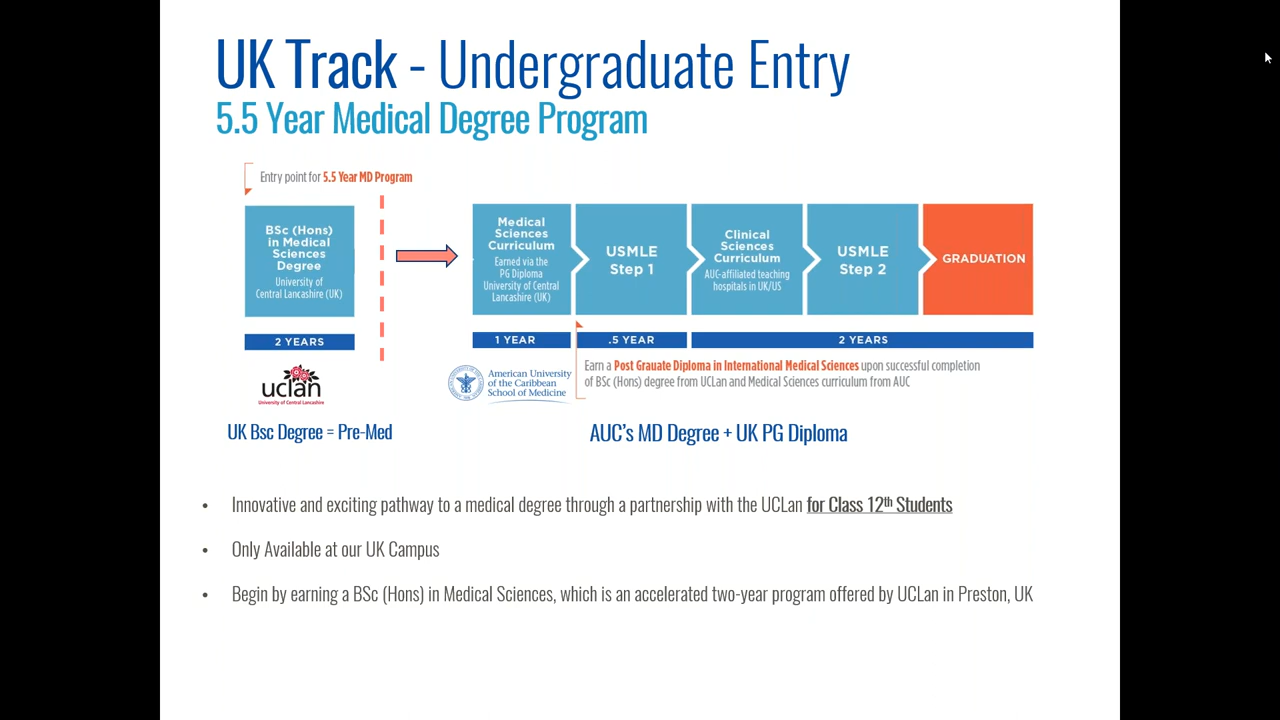 UK Track - Undergraduate Entry
5.5 Year Medical Degree Program
Entry point for 5.5 Year MD Program
BSc (Hons)
in Medical
Sciences
Degree
University of
Central Lancashire (UK)
2 YEARS
uclan
University of Central Lancashire
UK Bsc Degree = Pre-Med
Medical
Sciences
Curriculum
Earned via the
PG Diploma
University of Central
Lancashire (UK)
USMLE
Step 1
Clinical
Sciences
Curriculum
AUC-affiliated teaching
hospitals in UK/US
USMLE
Step 2
GRADUATION
1 YEAR
.5 YEAR
2 YEARS
American University
of the Caribbean
School of Medicine
Earn a Post Grauate Diploma in International Medical Sciences upon successful completion
of BSc (Hons) degree from UCLan and Medical Sciences curriculum from AUC
AUC's MD Degree + UK PG Diploma
• Innovative and exciting pathway to a medical degree through a partnership with the UCLan for Class 12th Students
• Only Available at our UK Campus
• Begin by earning a BSc (Hons) in Medical Sciences, which is an accelerated two-year program offered by UCLan in Preston, UK